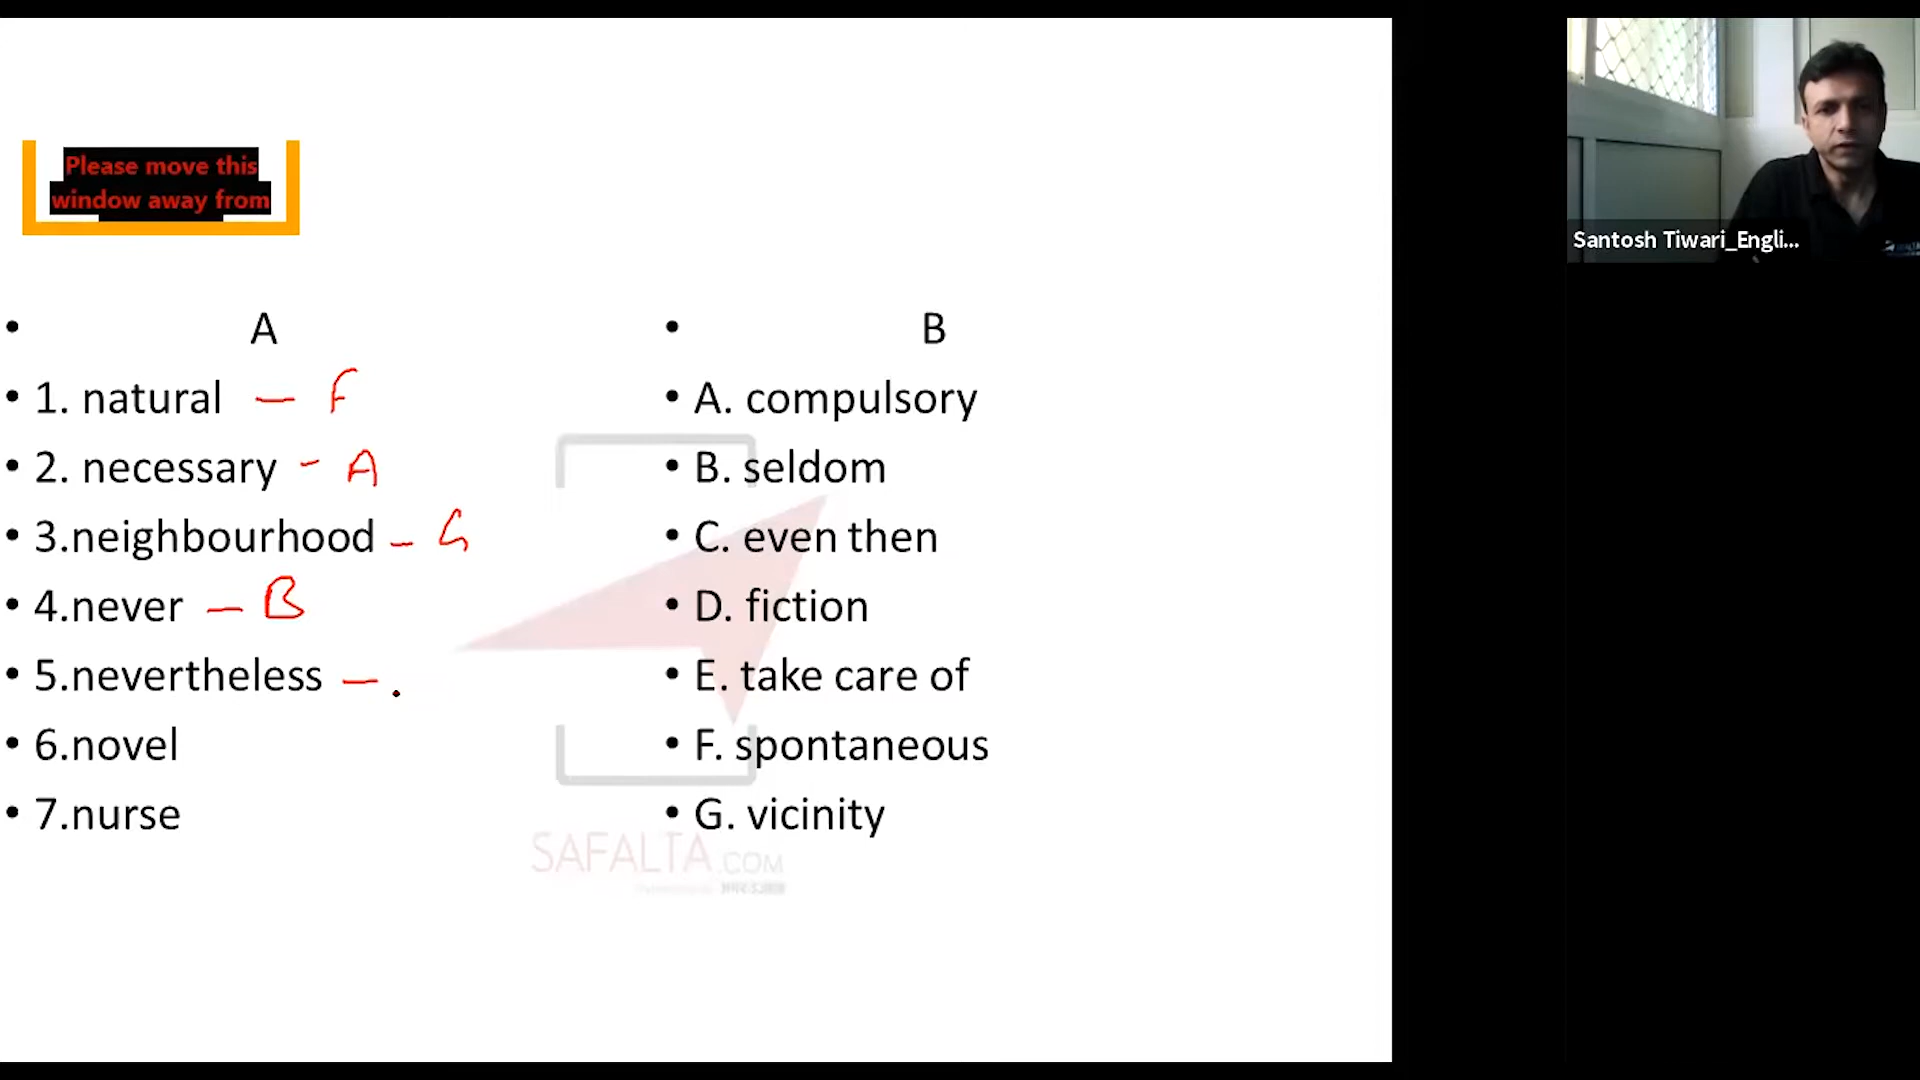 Please move this
window away from
Santosh Tiwari_Engli...
• A
• 1. natural — F
• 2. necessary - A
• 3.neighbourhood - G
• 4.never — B
• 5.nevertheless —
• 6.novel
• 7.nurse
• B
• A. compulsory
• B. seldom
• C. even then
• D. fiction
• E. take care of
• F. spontaneous
• G. vicinity
SAFALTA.COM